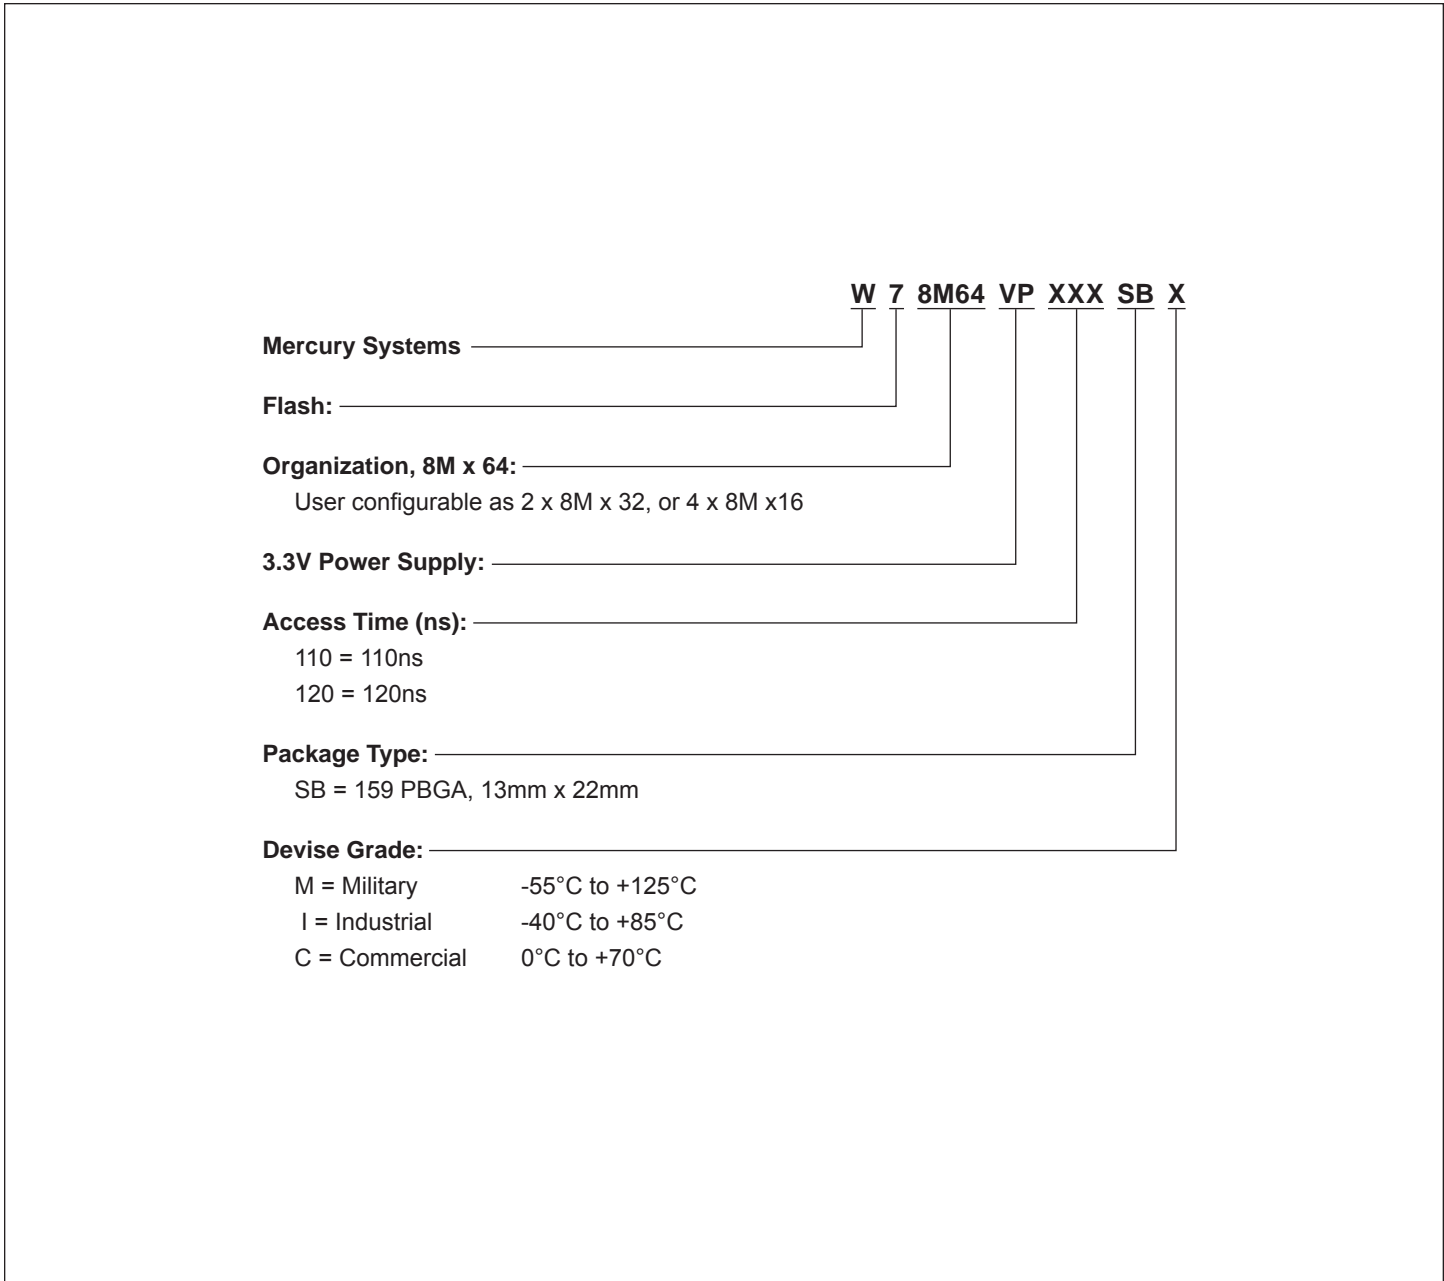 W 7 8M64 VP XXX SB X
Mercury Systems
Flash:
Organization, 8M x 64:
User configurable as 2 x 8M x 32, or 4 x 8M x16
3.3V Power Supply:
Access Time (ns):
110 = 110ns
120 = 120ns
Package Type:
SB = 159 PBGA, 13mm x 22mm
Devise Grade:
M = Military -55°C to +125°C
I = Industrial -40°C to +85°C
C = Commercial 0°C to +70°C